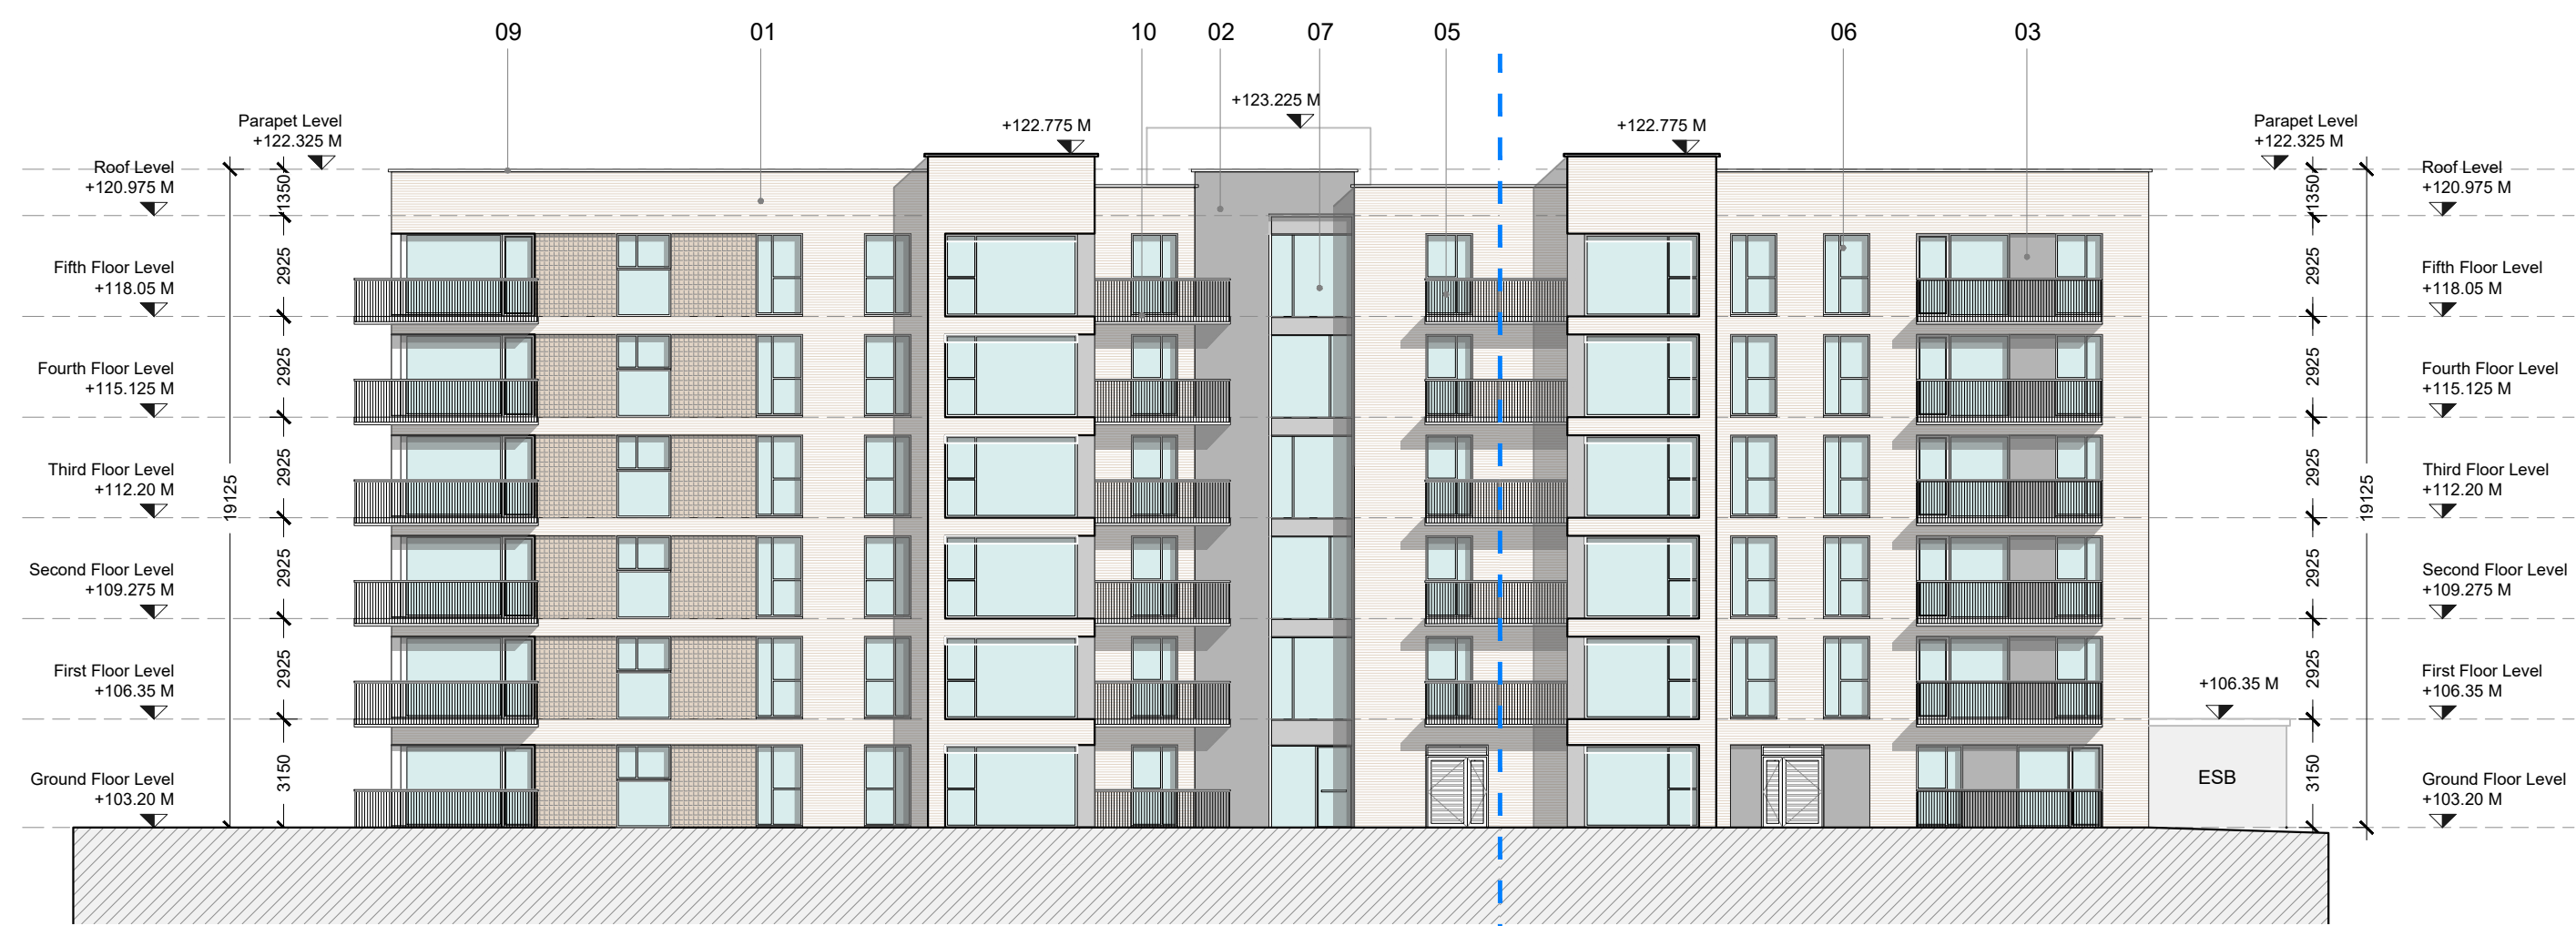 09
01
10
02
07
05
06
03
+123.225 M
+122.775 M
+122.775 M
Parapet Level
+122.325 M
Parapet Level
+122.325 M
Roof Level
+120.975 M
1350
1350
Roof Level
+120.975 M
Fifth Floor Level
+118.05 M
2925
2925
Fifth Floor Level
+118.05 M
Fourth Floor Level
+115.125 M
2925
2925
Fourth Floor Level
+115.125 M
Third Floor Level
+112.20 M
19125
2925
2925
19125
Third Floor Level
+112.20 M
Second Floor Level
+109.275 M
2925
2925
Second Floor Level
+109.275 M
First Floor Level
+106.35 M
2925
+106.35 M
2925
First Floor Level
+106.35 M
Ground Floor Level
+103.20 M
3150
ESB
3150
Ground Floor Level
+103.20 M